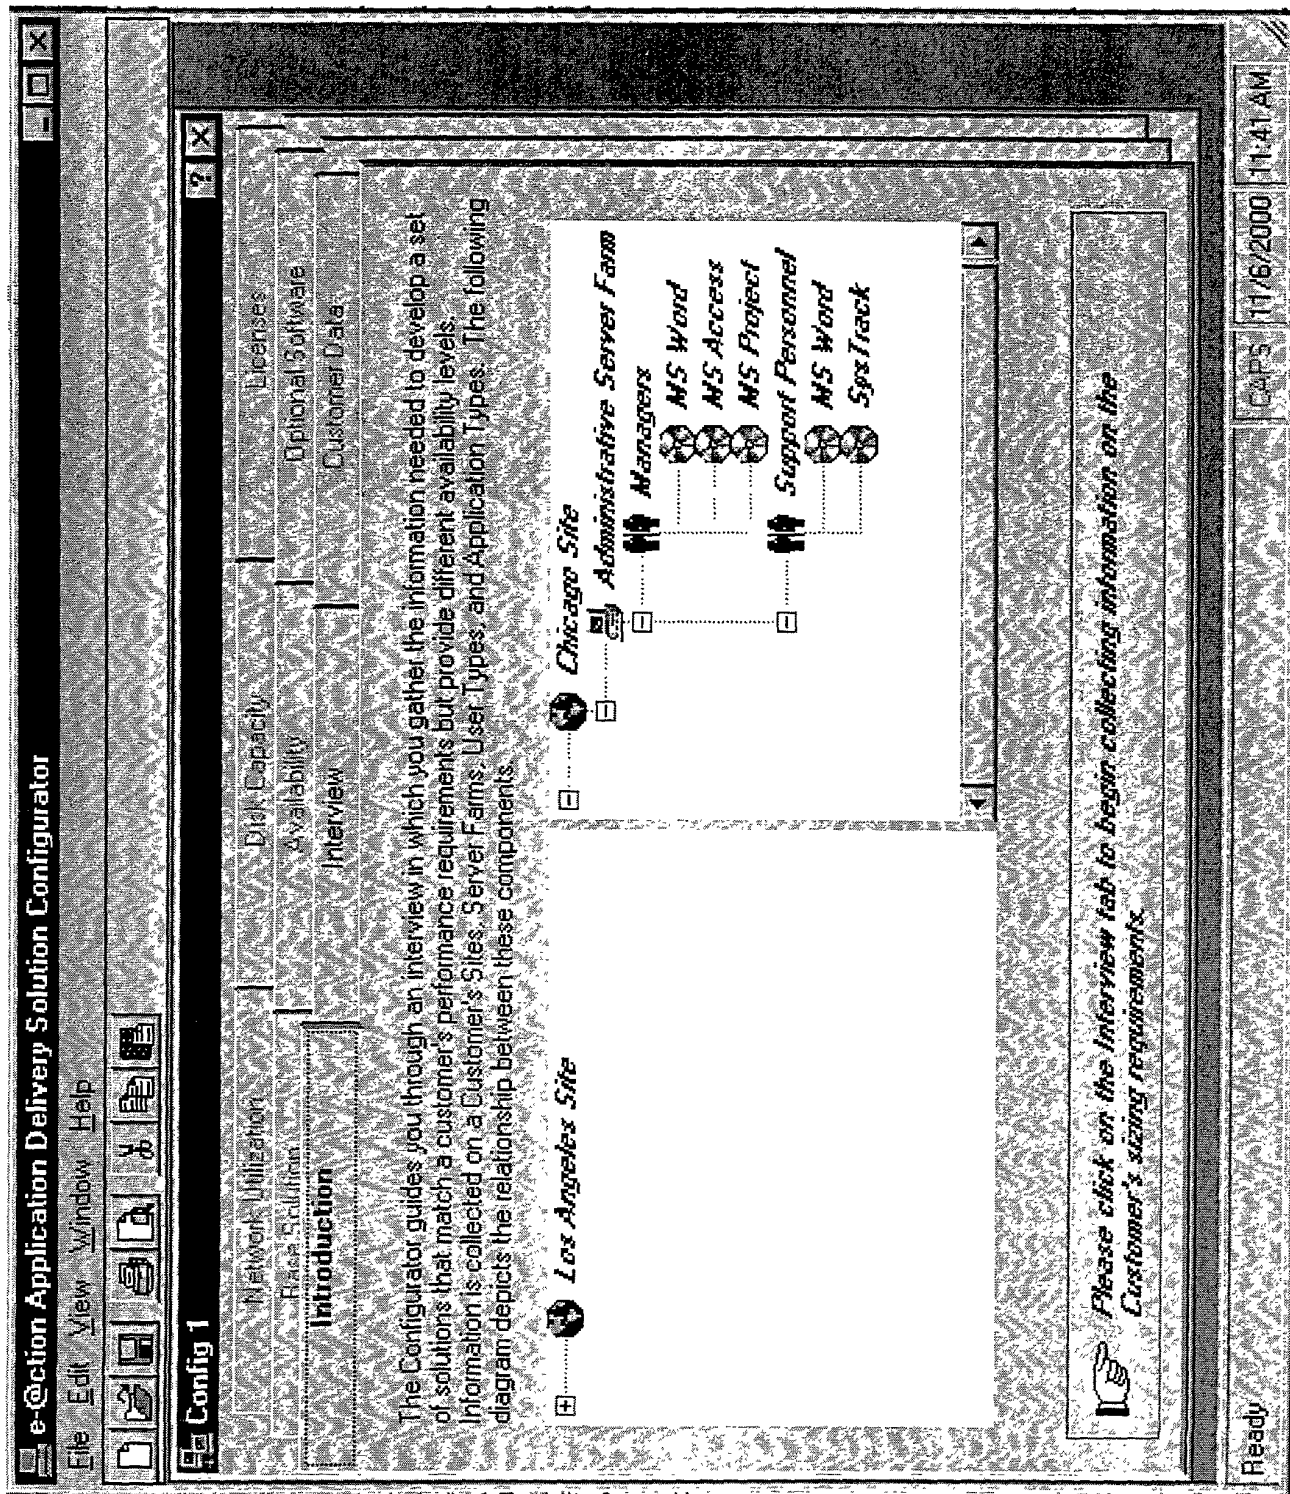 e-@ction Application Delivery Solution Configurator
File Edit View Window Help
Config 1
Network Utilization Disk Capacity Licenses
Base Solution Availability Optional Software
Introduction Interview Customer Data
The Configurator guides you through an interview in which you gather the information needed to develop a set
of solutions that match a customer's performance requirements but provide different availability levels.
Information is collected on a Customer's Sites, Server Farms, User Types, and Application Types. The following
diagram depicts the relationship between these components.
Los Angeles Site
Chicago Site
Administrative Server Farm
Managers
MS Word
MS Access
MS Project
Support Personnel
MS Word
SysTrack
Please click on the Interview tab to begin collecting information on the
Customer's sizing requirements.
Ready CAPS 11/6/2000 11:41 AM